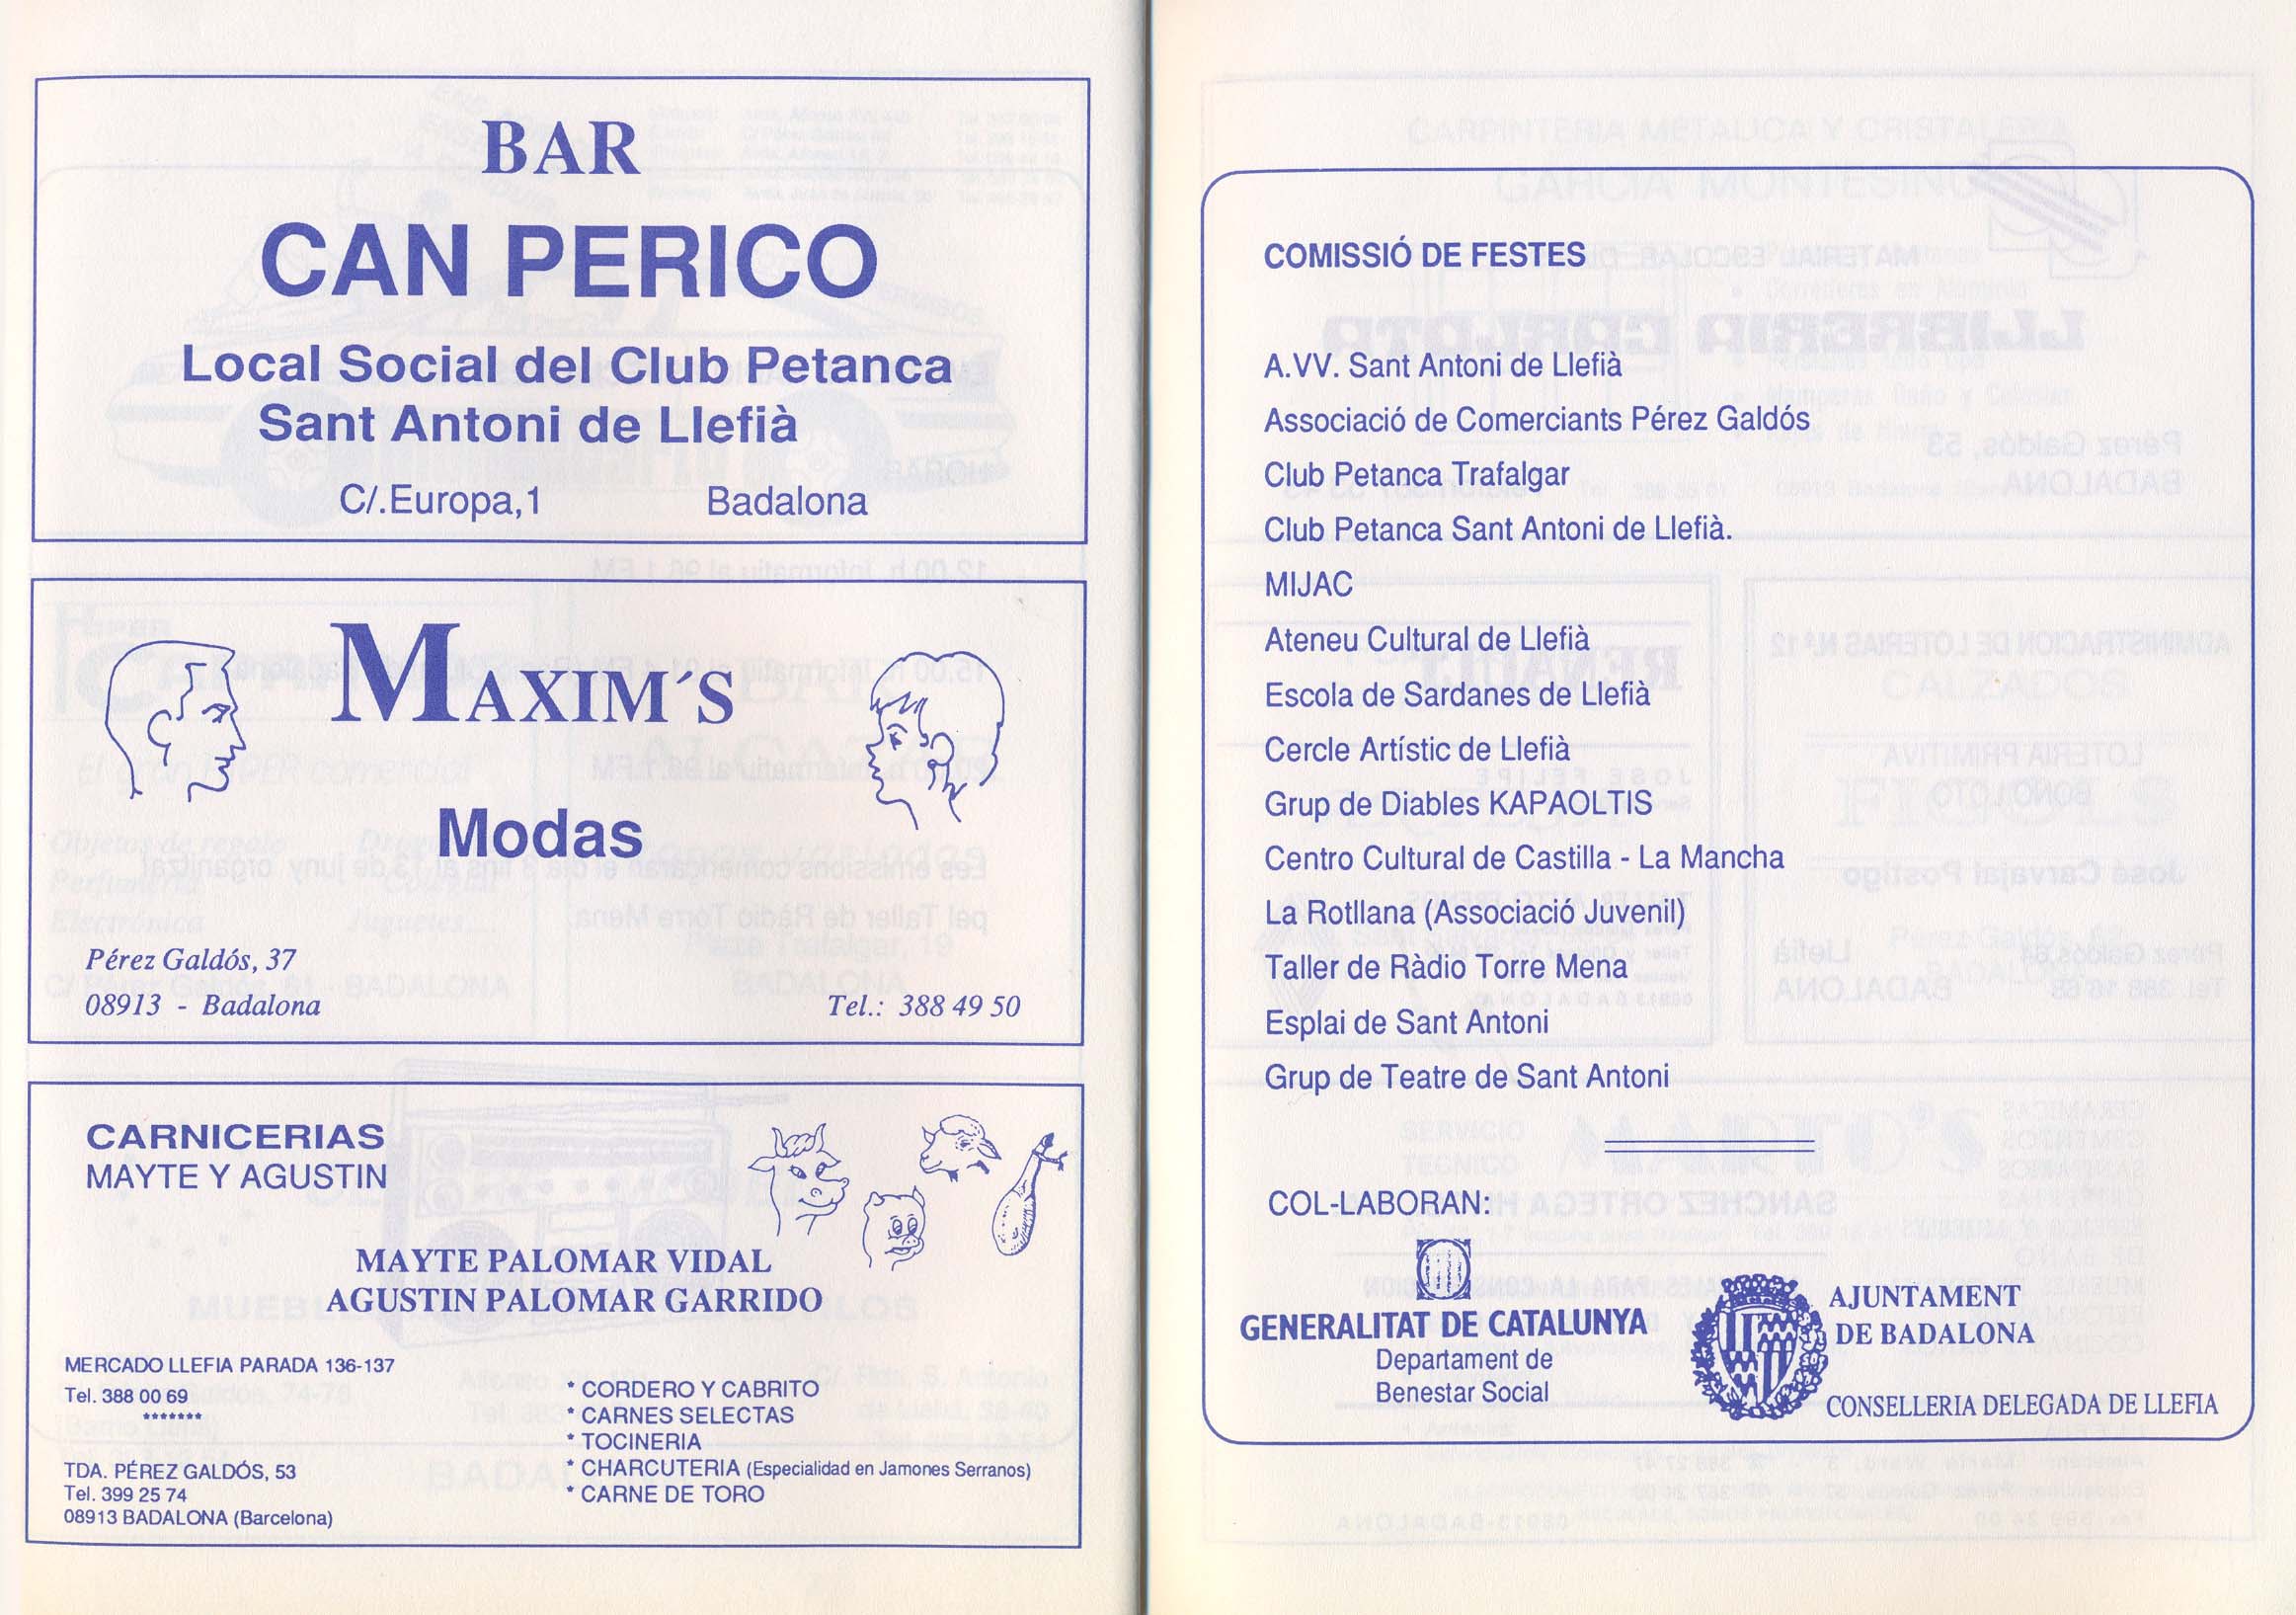 BAR
CAN PERICO
Local Social del Club Petanca
Sant Antoni de Llefià
C/.Europa,1 Badalona
MAXIM´S
Modas
Pérez Galdós, 37
08913 - Badalona
Tel.: 388 49 50
CARNICERIAS
MAYTE Y AGUSTIN
MAYTE PALOMAR VIDAL
AGUSTIN PALOMAR GARRIDO
MERCADO LLEFIA PARADA 136-137
Tel. 388 00 69
*******
TDA. PÉREZ GALDÓS, 53
Tel. 399 25 74
08913 BADALONA (Barcelona)
* CORDERO Y CABRITO
* CARNES SELECTAS
* TOCINERIA
* CHARCUTERIA (Especialidad en Jamones Serranos)
* CARNE DE TORO
COMISSIÓ DE FESTES
A.VV. Sant Antoni de Llefià
Associació de Comerciants Pérez Galdós
Club Petanca Trafalgar
Club Petanca Sant Antoni de Llefià.
MIJAC
Ateneu Cultural de Llefià
Escola de Sardanes de Llefià
Cercle Artístic de Llefià
Grup de Diables KAPAOLTIS
Centro Cultural de Castilla - La Mancha
La Rotllana (Associació Juvenil)
Taller de Ràdio Torre Mena
Esplai de Sant Antoni
Grup de Teatre de Sant Antoni
COL-LABORAN:
GENERALITAT DE CATALUNYA
Departament de
Benestar Social
AJUNTAMENT
DE BADALONA
CONSELLERIA DELEGADA DE LLEFIA